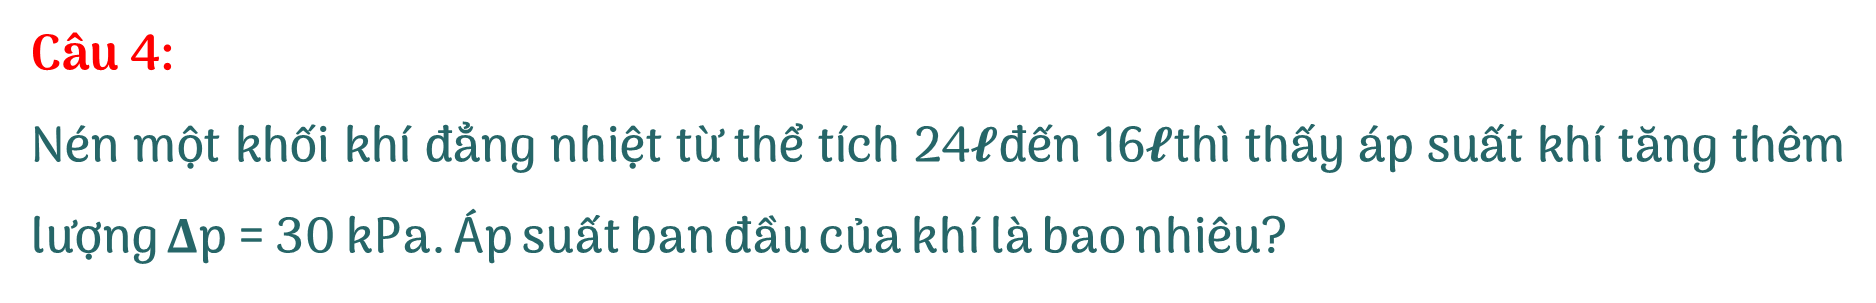 Câu 4:
Nén một khối khí đẳng nhiệt từ thể tích 24ℓđến 16ℓthì thấy áp suất khí tăng thêm
lượng Δp = 30 kPa. Áp suất ban đầu của khí là bao nhiêu?